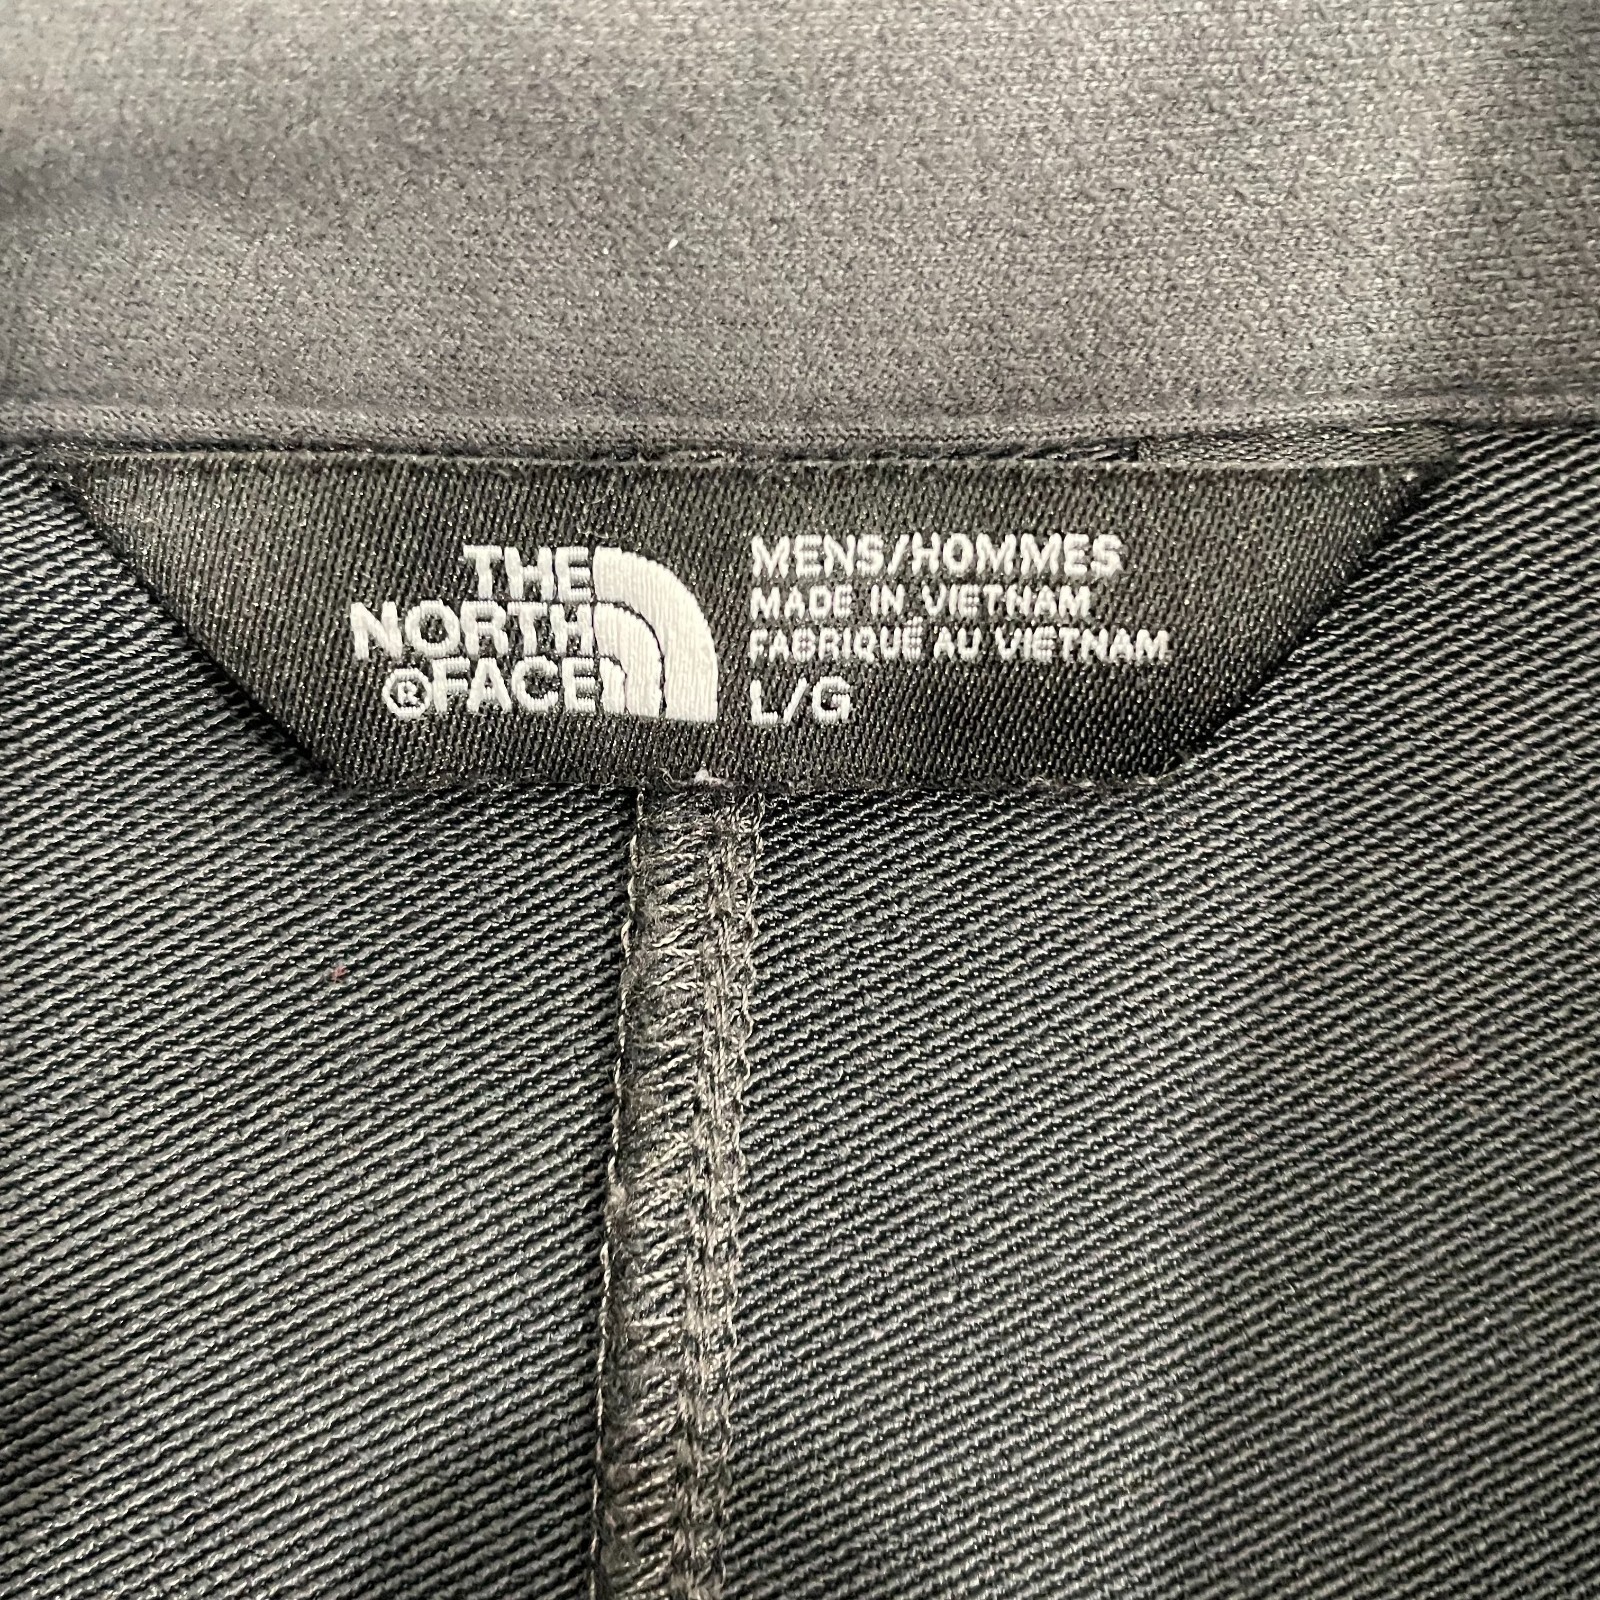 THE
NORTH
®FACE
MENS/HOMMES
MADE IN VIETNAM
FABRIQUÉ AU VIETNAM
L/G